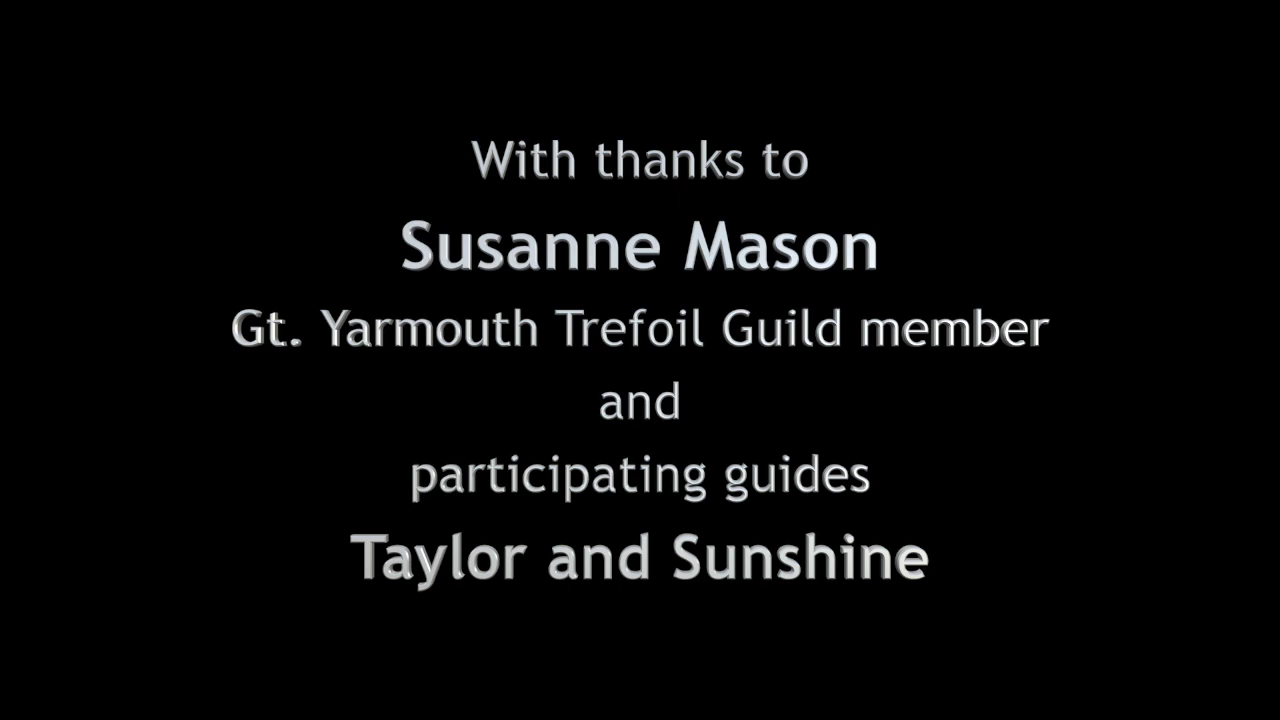 With thanks to
Susanne Mason
Gt. Yarmouth Trefoil Guild member
and
participating guides
Taylor and Sunshine